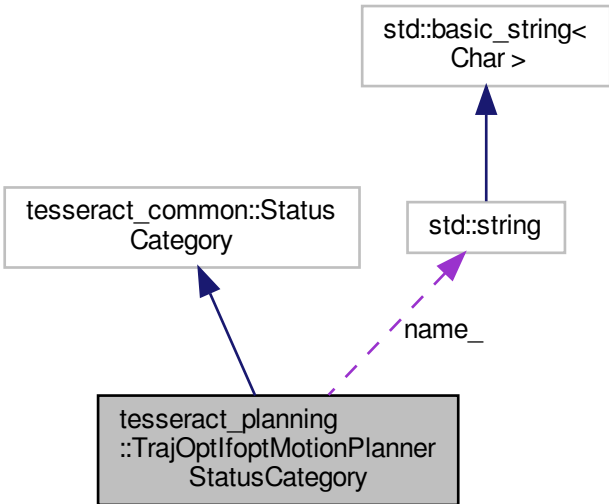 std::basic_string<
Char >
tesseract_common::Status
Category
std::string
name_
tesseract_planning
::TrajOptIfoptMotionPlanner
StatusCategory